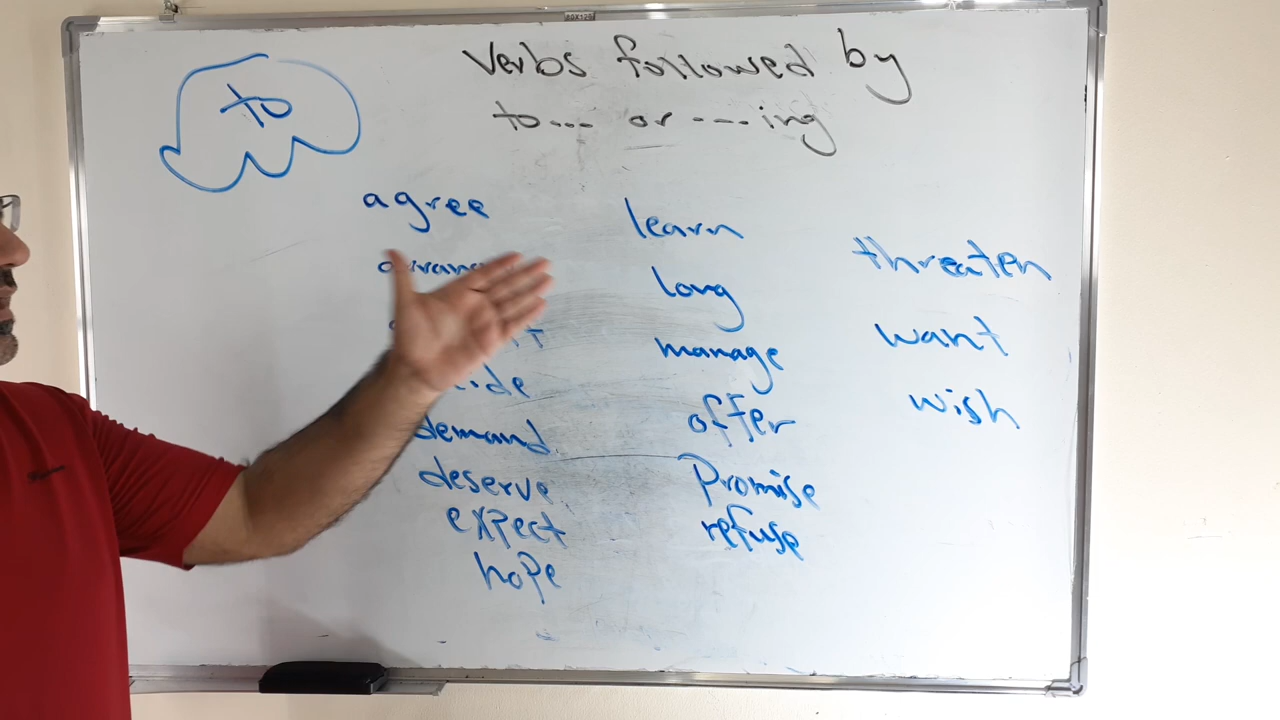 to
Verbs followed by
to... or ---ing
agree
demand
deserve
expect
hope
learn
long
manage
offer
Promise
refuse
threaten
want
wish